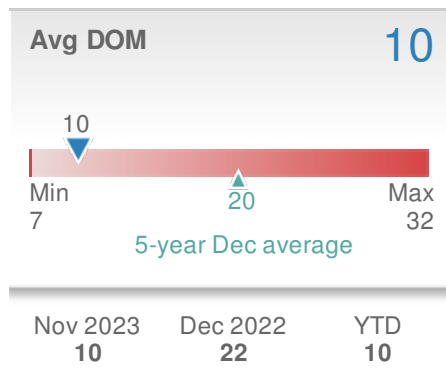 Avg DOM 10
10
Min Max
7 20 32
5-year Dec average
Nov 2023 Dec 2022 YTD
10 22 10